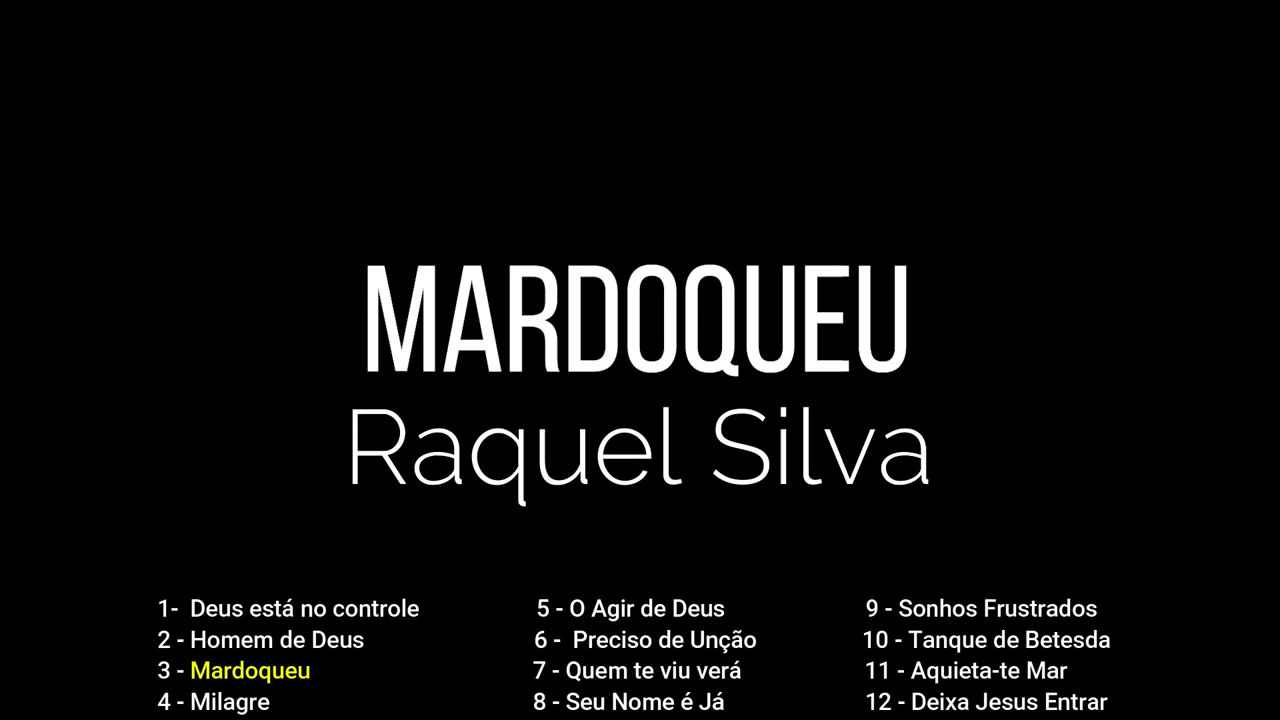 MARDOQUEU
Raquel Silva
1-  Deus está no controle
2 - Homem de Deus
3 - Mardoqueu
4 - Milagre
5 - O Agir de Deus
6 -  Preciso de Unção
7 - Quem te viu verá
8 - Seu Nome é Já
9 - Sonhos Frustrados
10 - Tanque de Betesda
11 - Aquieta-te Mar
12 - Deixa Jesus Entrar